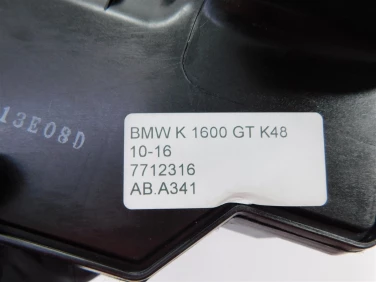 13E08D
BMW K 1600 GT K48
10-16
7712316
AB.A341